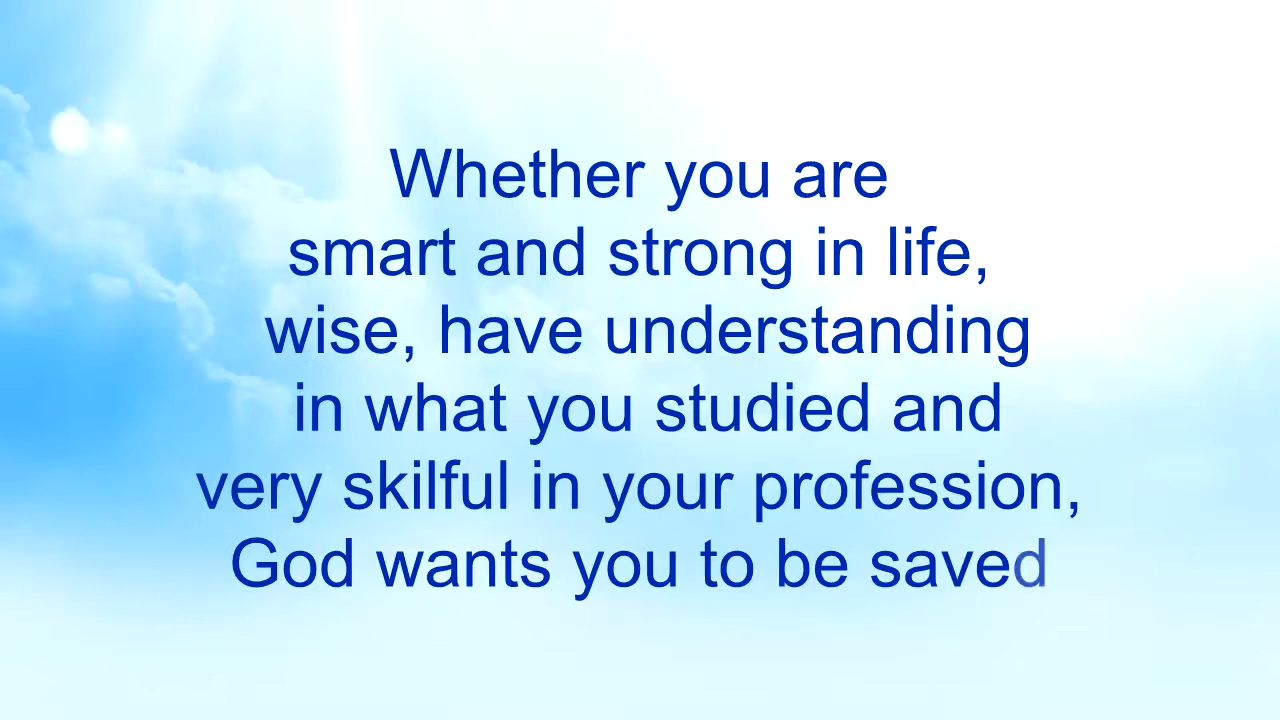 Whether you are
smart and strong in life,
wise, have understanding
in what you studied and
very skilful in your profession,
God wants you to be saved